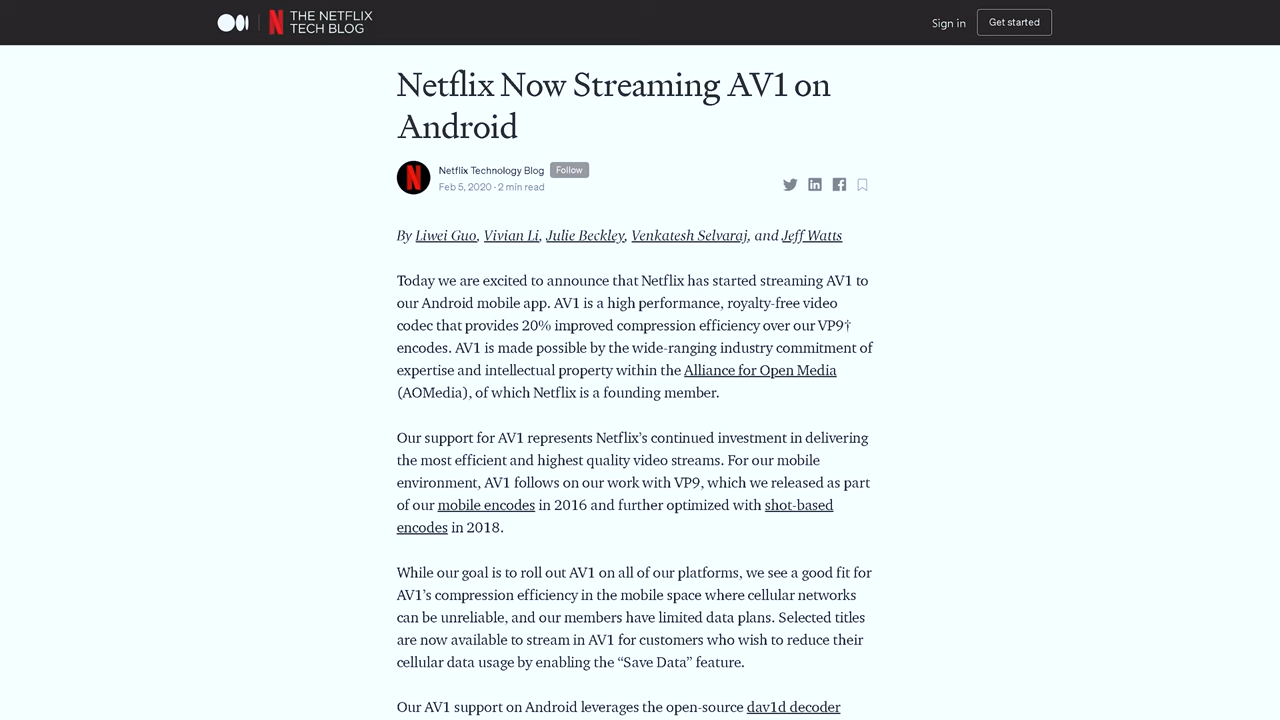 THE NETFLIX
TECH BLOG
Sign in
Get started
Netflix Now Streaming AV1 on
Android
Netflix Technology Blog Follow
Feb 5, 2020 · 2 min read
By Liwei Guo, Vivian Li, Julie Beckley, Venkatesh Selvaraj, and Jeff Watts
Today we are excited to announce that Netflix has started streaming AV1 to
our Android mobile app. AV1 is a high performance, royalty-free video
codec that provides 20% improved compression efficiency over our VP9†
encodes. AV1 is made possible by the wide-ranging industry commitment of
expertise and intellectual property within the Alliance for Open Media
(AOMedia), of which Netflix is a founding member.
Our support for AV1 represents Netflix’s continued investment in delivering
the most efficient and highest quality video streams. For our mobile
environment, AV1 follows on our work with VP9, which we released as part
of our mobile encodes in 2016 and further optimized with shot-based
encodes in 2018.
While our goal is to roll out AV1 on all of our platforms, we see a good fit for
AV1’s compression efficiency in the mobile space where cellular networks
can be unreliable, and our members have limited data plans. Selected titles
are now available to stream in AV1 for customers who wish to reduce their
cellular data usage by enabling the “Save Data” feature.
Our AV1 support on Android leverages the open-source dav1d decoder